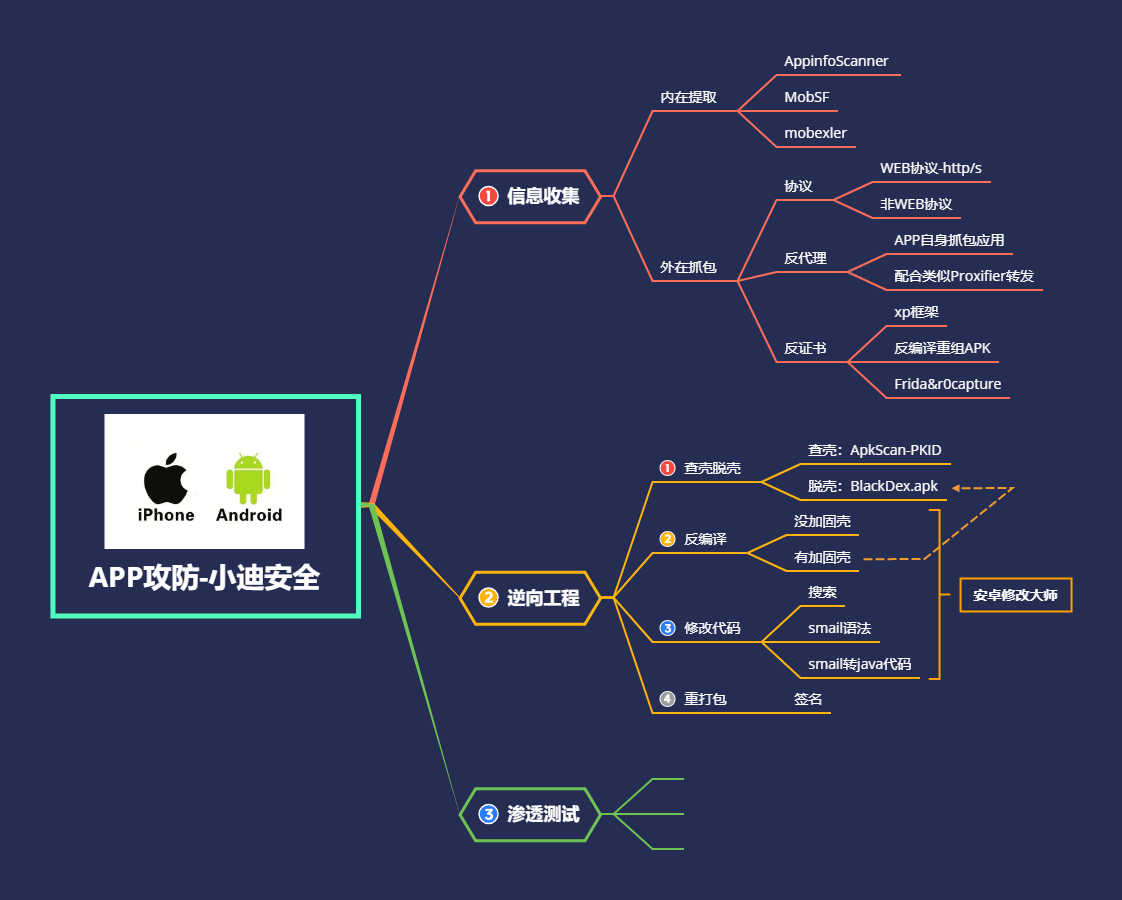 iPhone
Android
APP攻防-小迪安全
1 信息收集
内在提取
AppinfoScanner
MobSF
mobexler
外在抓包
协议
WEB协议-http/s
非WEB协议
反代理
APP自身抓包应用
配合类似Proxifier转发
反证书
xp框架
反编译重组APK
Frida&r0capture
2 逆向工程
1 查壳脱壳
查壳：ApkScan-PKID
脱壳：BlackDex.apk
2 反编译
没加固壳
有加固壳
3 修改代码
搜索
smail语法
smail转java代码
4 重打包
签名
安卓修改大师
3 渗透测试